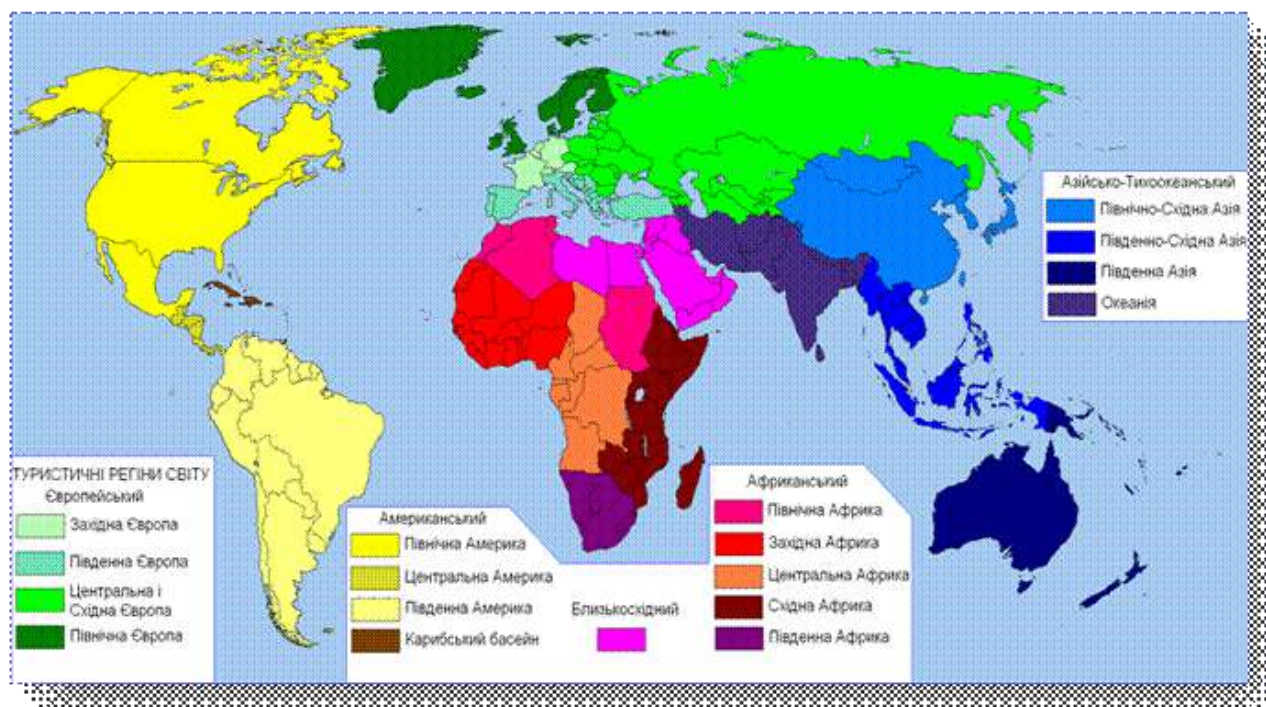 ТУРИСТИЧНІ РЕГІНИ СВІТУ
Європейський
Західна Європа
Південна Європа
Центральна і
Східна Європа
Північна Європа
Американський
Північна Америка
Центральна Америка
Південна Америка
Карибський басейн
Близькосхідний
Африканський
Північна Африка
Західна Африка
Центральна Африка
Східна Африка
Південна Африка
Азійсько-Тихоокеанський
Північно-Східна Азія
Південно-Східна Азія
Південна Азія
Океанія